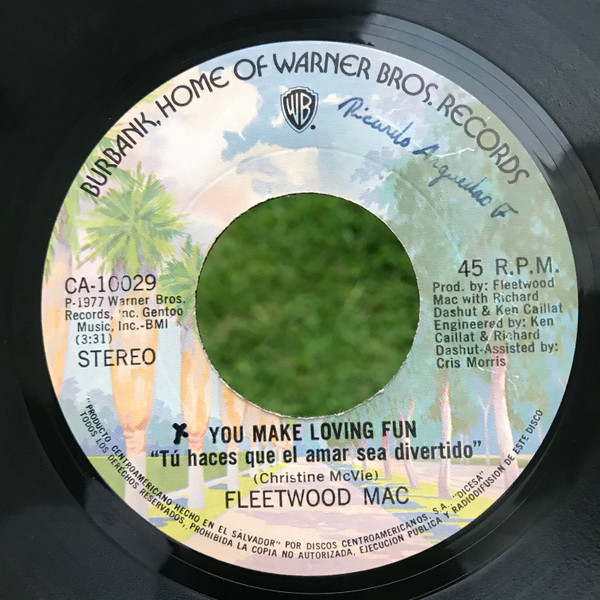 BURBANK, HOME OF WARNER BROS. RECORDS
WB
Ricardo Arguedas F
CA-10029
P-1977 Warner Bros.
Records, Inc. Gentoo
Music, Inc.-BMI
(3:31)
STEREO
45 R.P.M.
Prod. by: Fleetwood
Mac with Richard
Dashut & Ken Caillat
Engineered by: Ken
Caillat & Richard
Dashut-Assisted by:
Cris Morris
x YOU MAKE LOVING FUN
"Tú haces que el amar sea divertido"
(Christine McVie)
FLEETWOOD MAC
"PRODUCTO CENTROAMERICANO HECHO EN EL SALVADOR" POR DISCOS CENTROAMERICANOS, S.A. "DICESA"
TODOS LOS DERECHOS RESERVADOS,. PROHIBIDA LA COPIA NO AUTORIZADA, EJECUCION PUBLICA Y RADIODIFUSION DE ESTE DISCO